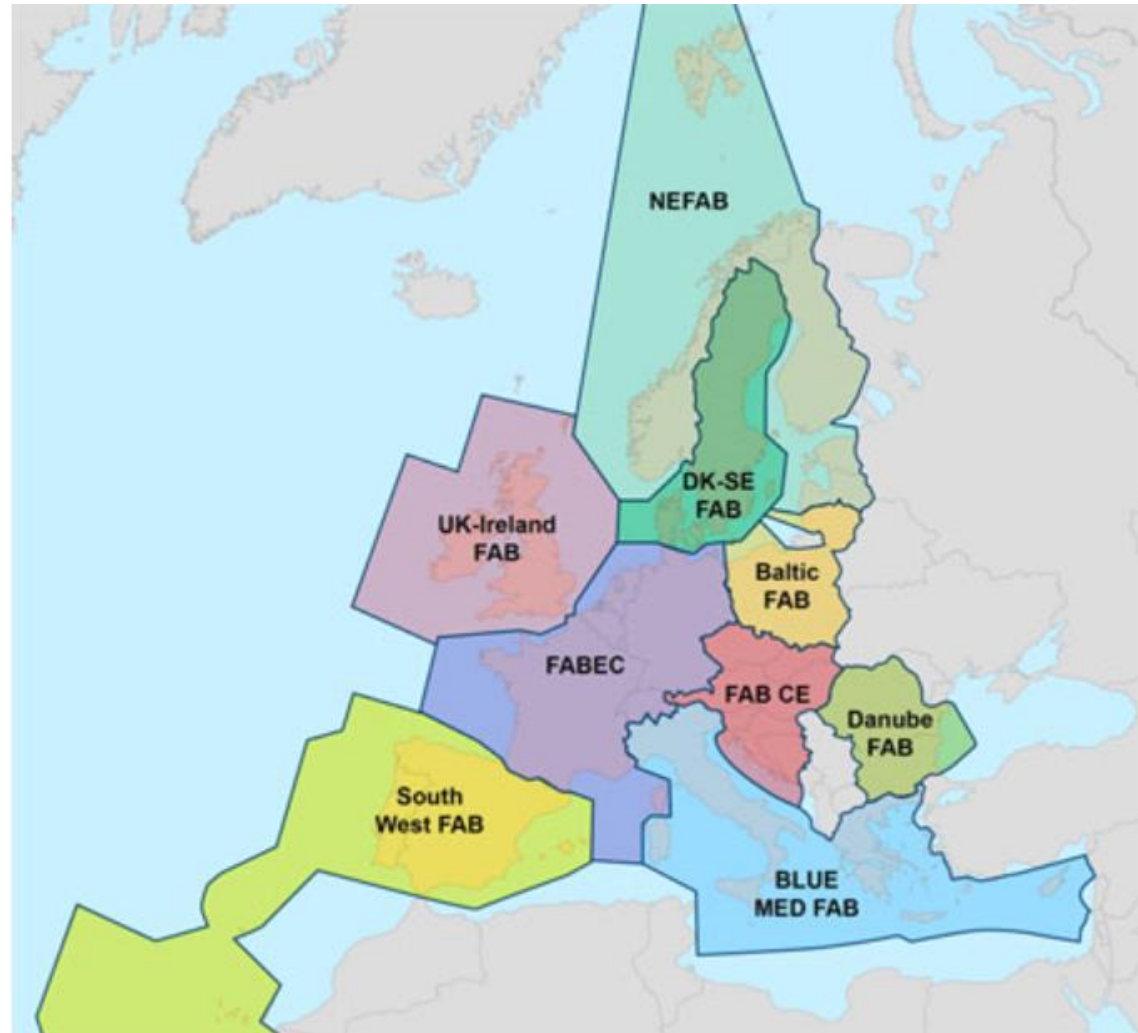 NEFAB
DK-SE
FAB
UK-Ireland
FAB
Baltic
FAB
FABEC
FAB CE
Danube
FAB
South
West FAB
BLUE
MED FAB